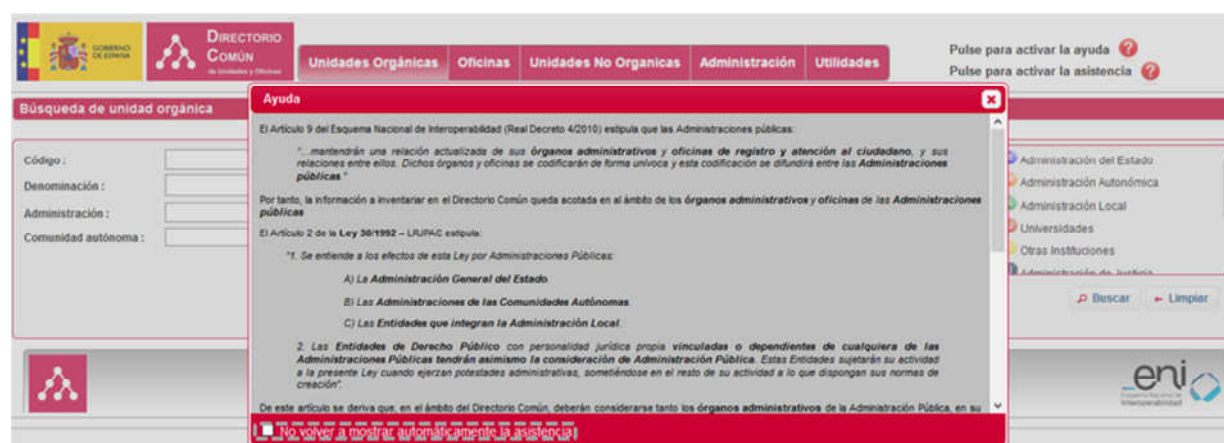 GOBIERNO
DE ESPAÑA
DIRECTORIO
COMÚN
de Unidades y Oficinas
Unidades Orgánicas
Oficinas
Unidades No Organicas
Administración
Utilidades
Pulse para activar la ayuda
Pulse para activar la asistencia
Búsqueda de unidad orgánica
Código :
Denominación :
Administración :
Comunidad autónoma :
Ayuda
El Artículo 9 del Esquema Nacional de Interoperabilidad (Real Decreto 4/2010) estipula que las Administraciones públicas:
"...mantendrán una relación actualizada de sus órganos administrativos y oficinas de registro y atención al ciudadano, y sus
relaciones entre ellos. Dichos órganos y oficinas se codificarán de forma unívoca y esta codificación se difundirá entre las Administraciones
públicas."
Por tanto, la información a inventariar en el Directorio Común queda acotada en al ámbito de los órganos administrativos y oficinas de las Administraciones
públicas
El Artículo 2 de la Ley 30/1992 – LRJPAC estipula:
"1. Se entiende a los efectos de esta Ley por Administraciones Públicas:
A) La Administración General del Estado.
B) Las Administraciones de las Comunidades Autónomas.
C) Las Entidades que integran la Administración Local.
2. Las Entidades de Derecho Público con personalidad jurídica propia vinculadas o dependientes de cualquiera de las
Administraciones Públicas tendrán asimismo la consideración de Administración Pública. Estas Entidades sujetarán su actividad
a la presente Ley cuando ejerzan potestades administrativas, sometiéndose en el resto de su actividad a lo que dispongan sus normas de
creación".
De este artículo se deriva que, en el ámbito del Directorio Común, deberán considerarse tanto los órganos administrativos de la Administración Pública, en su
No volver a mostrar automáticamente la asistencia
Administración del Estado
Administración Autonómica
Administración Local
Universidades
Otras Instituciones
Administración de Justicia
Buscar
Limpiar
eni
Esquema Nacional de
Interoperabilidad